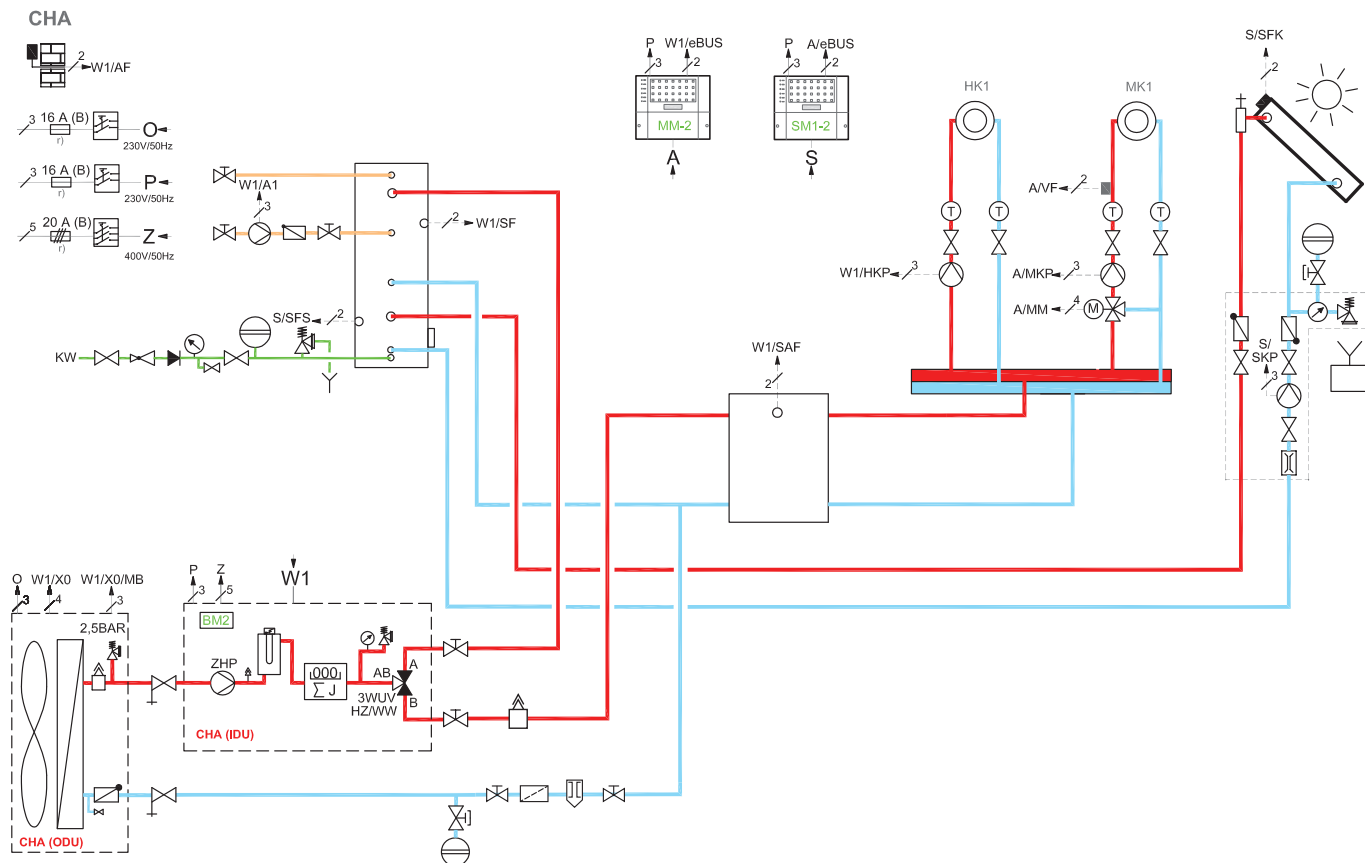 CHA
2
W1/AF
3 16 A (B)
r)
O
230V/50Hz
3 16 A (B)
r)
P
230V/50Hz
5 20 A (B)
r)
Z
400V/50Hz
P
3
W1/eBUS
2
MM-2
A
P
3
A/eBUS
2
SM1-2
S
HK1
MK1
S/SFK
2
W1/A1
3
2
W1/SF
S/SFS
2
KW
A/VF
2
T
T
T
T
W1/HKP
3
A/MKP
3
A/MM
4
M
S/
SKP
3
W1/SAF
2
O
3
W1/X0
4
W1/X0/MB
3
2,5BAR
CHA (ODU)
P
3
Z
5
W1
BM2
ZHP
000
Σ J
AB
A
B
3WUV
HZ/WW
CHA (IDU)